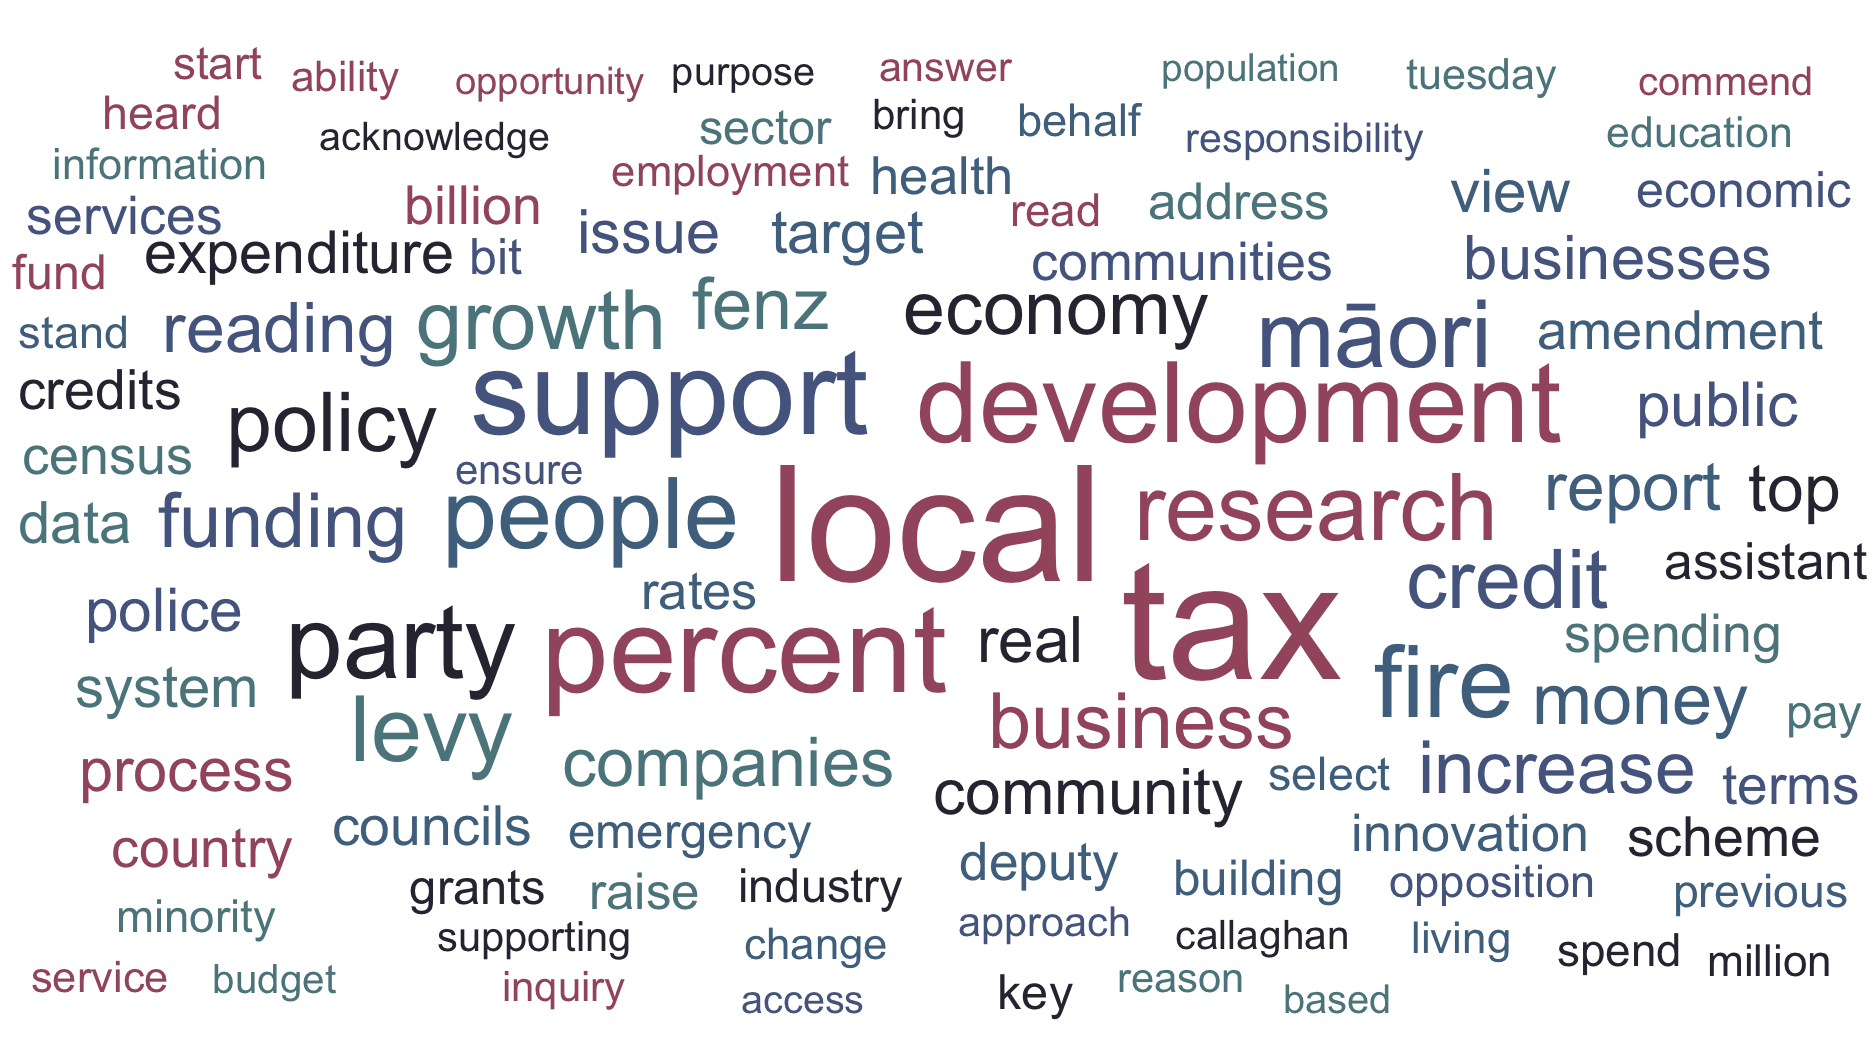 start ability opportunity purpose answer population tuesday commend
heard acknowledge sector bring behalf responsibility education
information employment health
services billion issue target read address view economic
fund expenditure bit communities businesses
stand reading growth fenz economy māori amendment
credits policy support development public
census ensure
data funding people local research report top
rates credit assistant
police party percent real tax spending
system levy business fire money pay
process companies community select increase terms
country councils emergency deputy innovation scheme
minority grants raise industry building opposition previous
supporting change approach callaghan living spend million
service budget inquiry access key reason based